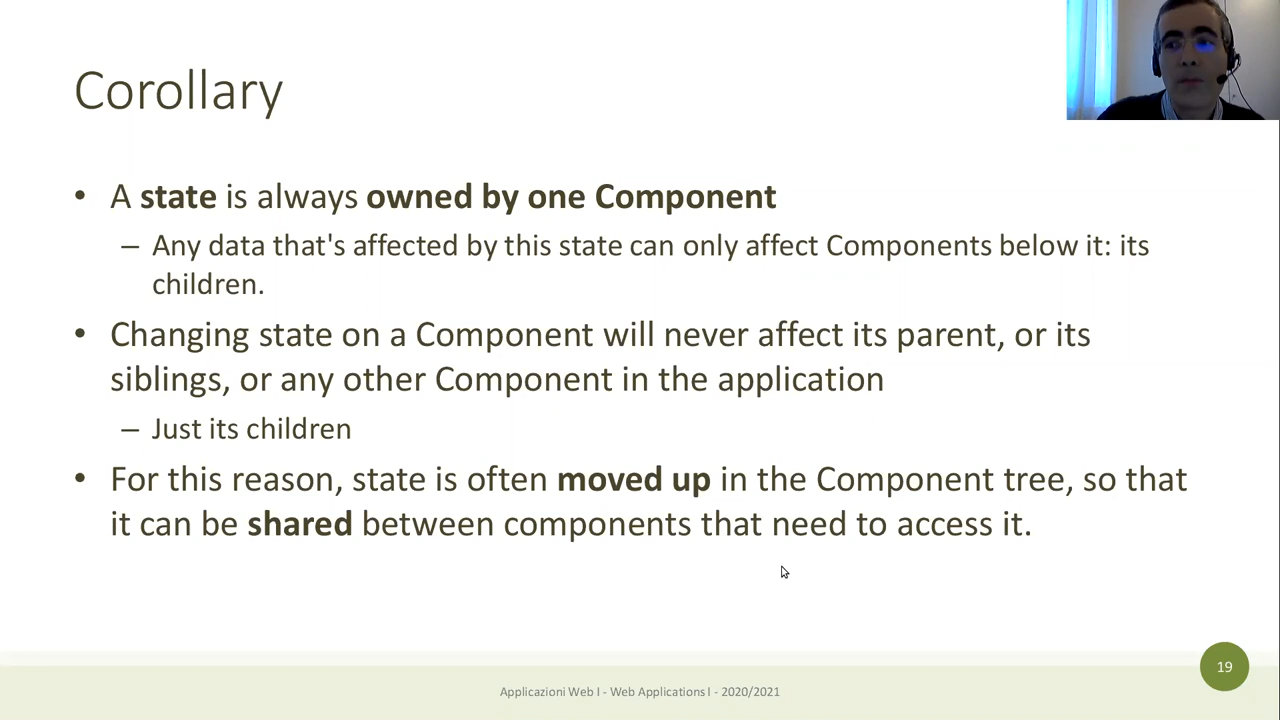 Corollary
• A state is always owned by one Component
– Any data that's affected by this state can only affect Components below it: its
children.
• Changing state on a Component will never affect its parent, or its
siblings, or any other Component in the application
– Just its children
• For this reason, state is often moved up in the Component tree, so that
it can be shared between components that need to access it.
19
Applicazioni Web I - Web Applications I - 2020/2021